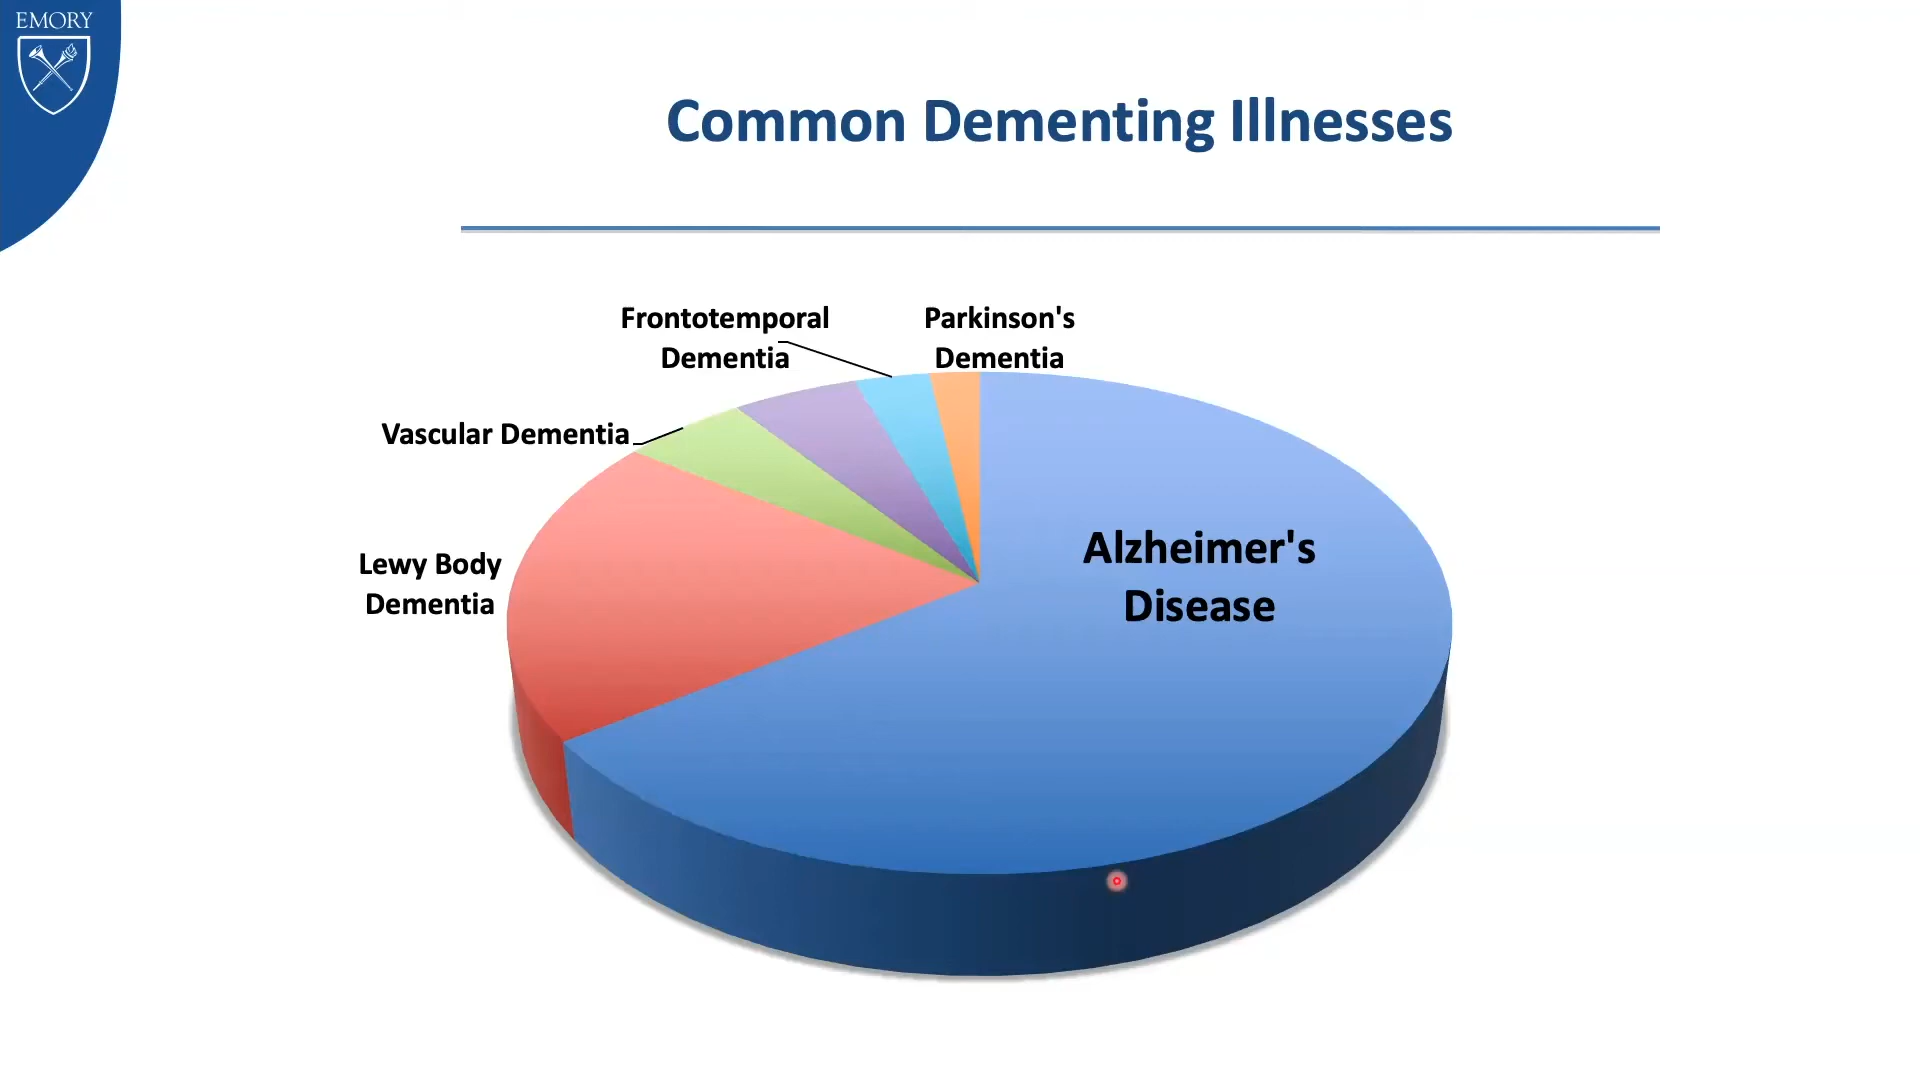 EMORY
Common Dementing Illnesses
Frontotemporal
Dementia
Parkinson's
Dementia
Vascular Dementia
Lewy Body
Dementia
Alzheimer's
Disease